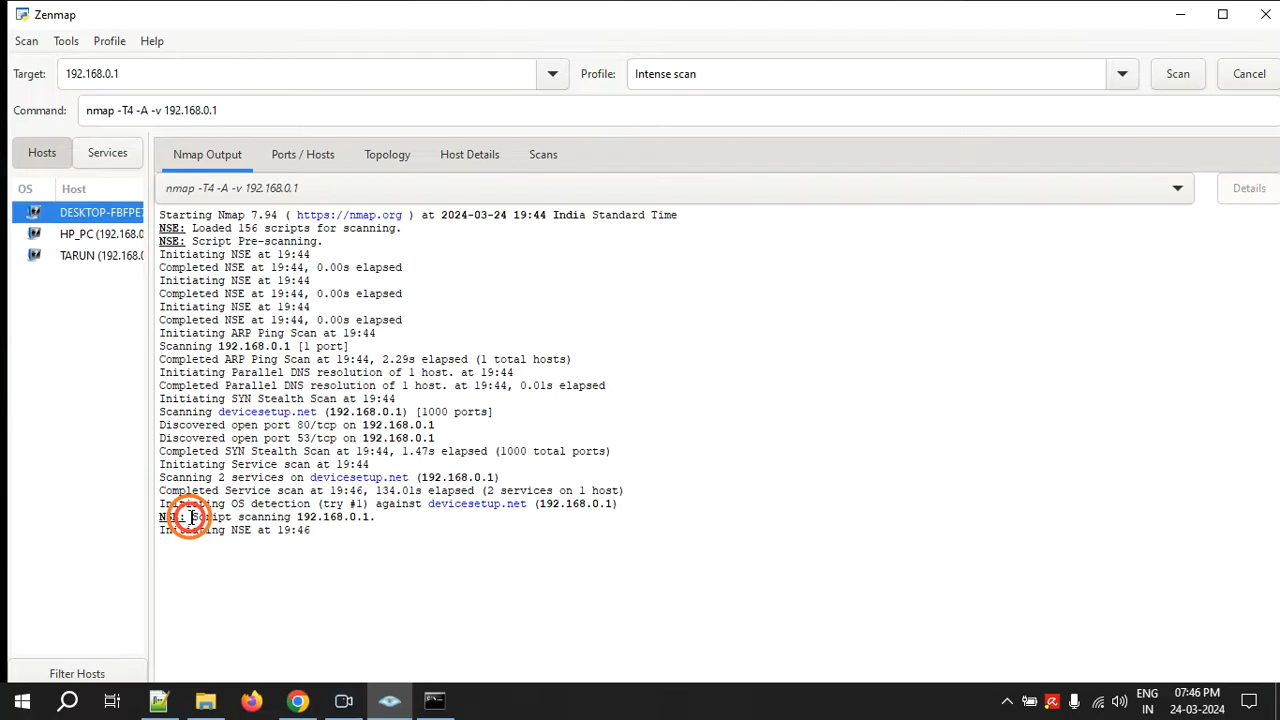 Zenmap
Scan Tools Profile Help
Target: 192.168.0.1 Profile: Intense scan Scan Cancel
Command: nmap -T4 -A -v 192.168.0.1
Hosts Services Nmap Output Ports / Hosts Topology Host Details Scans
OS Host
nmap -T4 -A -v 192.168.0.1 Details
DESKTOP-FBFPE
HP_PC (192.168.0
TARUN (192.168.0
Starting Nmap 7.94 ( https://nmap.org ) at 2024-03-24 19:44 India Standard Time
NSE: Loaded 156 scripts for scanning.
NSE: Script Pre-scanning.
Initiating NSE at 19:44
Completed NSE at 19:44, 0.00s elapsed
Initiating NSE at 19:44
Completed NSE at 19:44, 0.00s elapsed
Initiating NSE at 19:44
Completed NSE at 19:44, 0.00s elapsed
Initiating ARP Ping Scan at 19:44
Scanning 192.168.0.1 [1 port]
Completed ARP Ping Scan at 19:44, 2.29s elapsed (1 total hosts)
Initiating Parallel DNS resolution of 1 host. at 19:44
Completed Parallel DNS resolution of 1 host. at 19:44, 0.01s elapsed
Initiating SYN Stealth Scan at 19:44
Scanning devicesetup.net (192.168.0.1) [1000 ports]
Discovered open port 80/tcp on 192.168.0.1
Discovered open port 53/tcp on 192.168.0.1
Completed SYN Stealth Scan at 19:44, 1.47s elapsed (1000 total ports)
Initiating Service scan at 19:44
Scanning 2 services on devicesetup.net (192.168.0.1)
Completed Service scan at 19:46, 134.01s elapsed (2 services on 1 host)
Initiating OS detection (try #1) against devicesetup.net (192.168.0.1)
NSE: Script scanning 192.168.0.1.
Initiating NSE at 19:46
Filter Hosts
ENG 07:46 PM
IN 24-03-2024